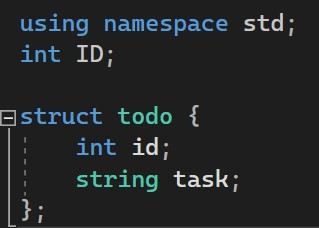 using namespace std;
int ID;
struct todo {
int id;
string task;
};